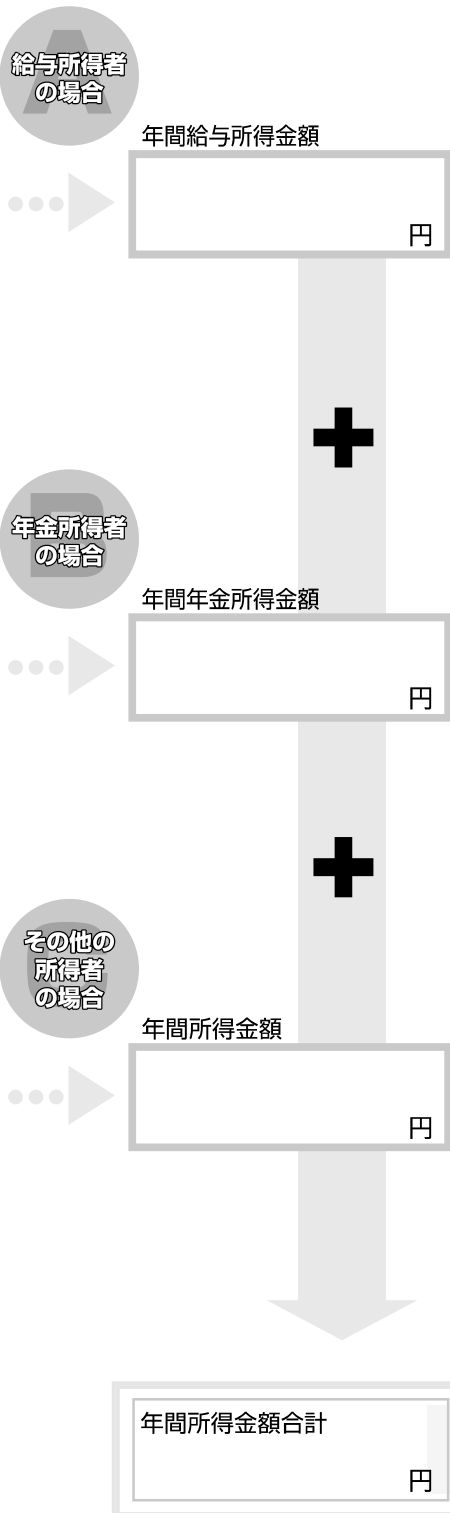 A
給与所得者
の場合
年間給与所得金額
円
+
B
年金所得者
の場合
年間年金所得金額
円
+
C
その他の
所得者
の場合
年間所得金額
円
年間所得金額合計
円